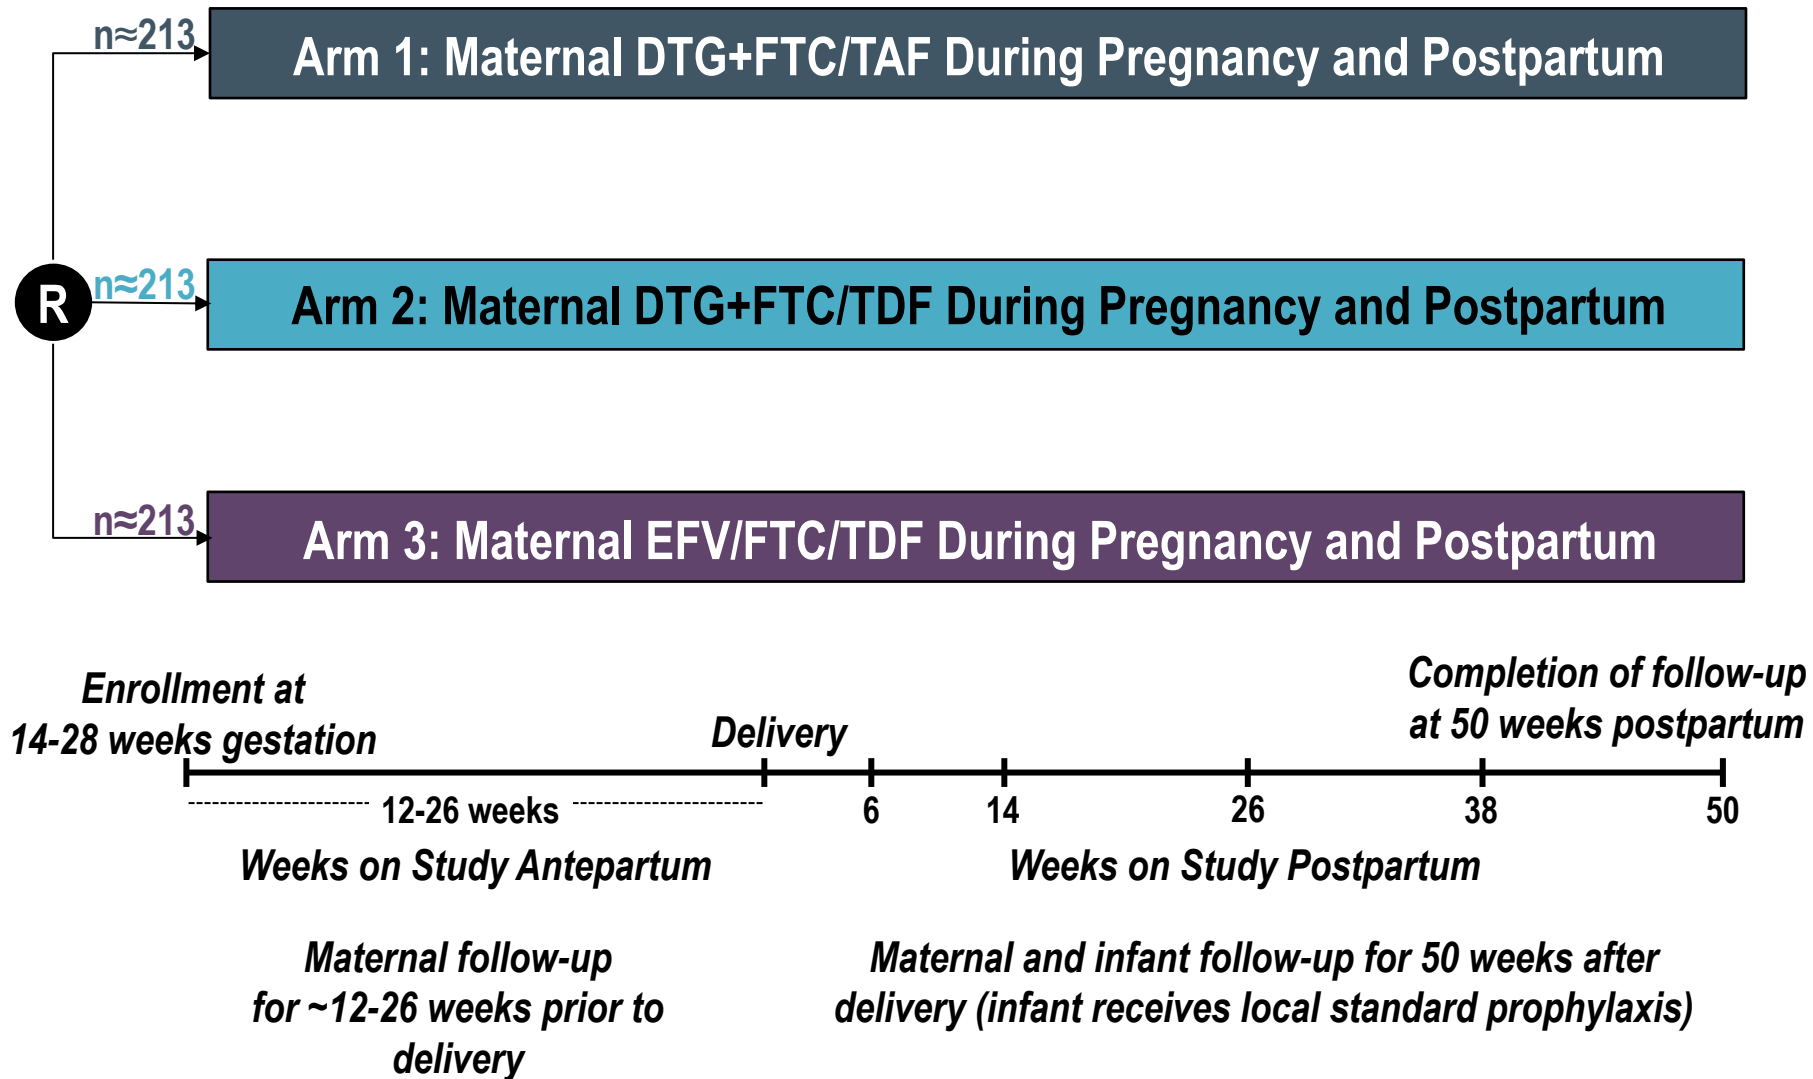 n≈213
Arm 1: Maternal DTG+FTC/TAF During Pregnancy and Postpartum
R
n≈213
Arm 2: Maternal DTG+FTC/TDF During Pregnancy and Postpartum
n≈213
Arm 3: Maternal EFV/FTC/TDF During Pregnancy and Postpartum
Enrollment at
14-28 weeks gestation
Delivery
Completion of follow-up
at 50 weeks postpartum
12-26 weeks
6
14
26
38
50
Weeks on Study Antepartum
Weeks on Study Postpartum
Maternal follow-up
for ~12-26 weeks prior to
delivery
Maternal and infant follow-up for 50 weeks after
delivery (infant receives local standard prophylaxis)